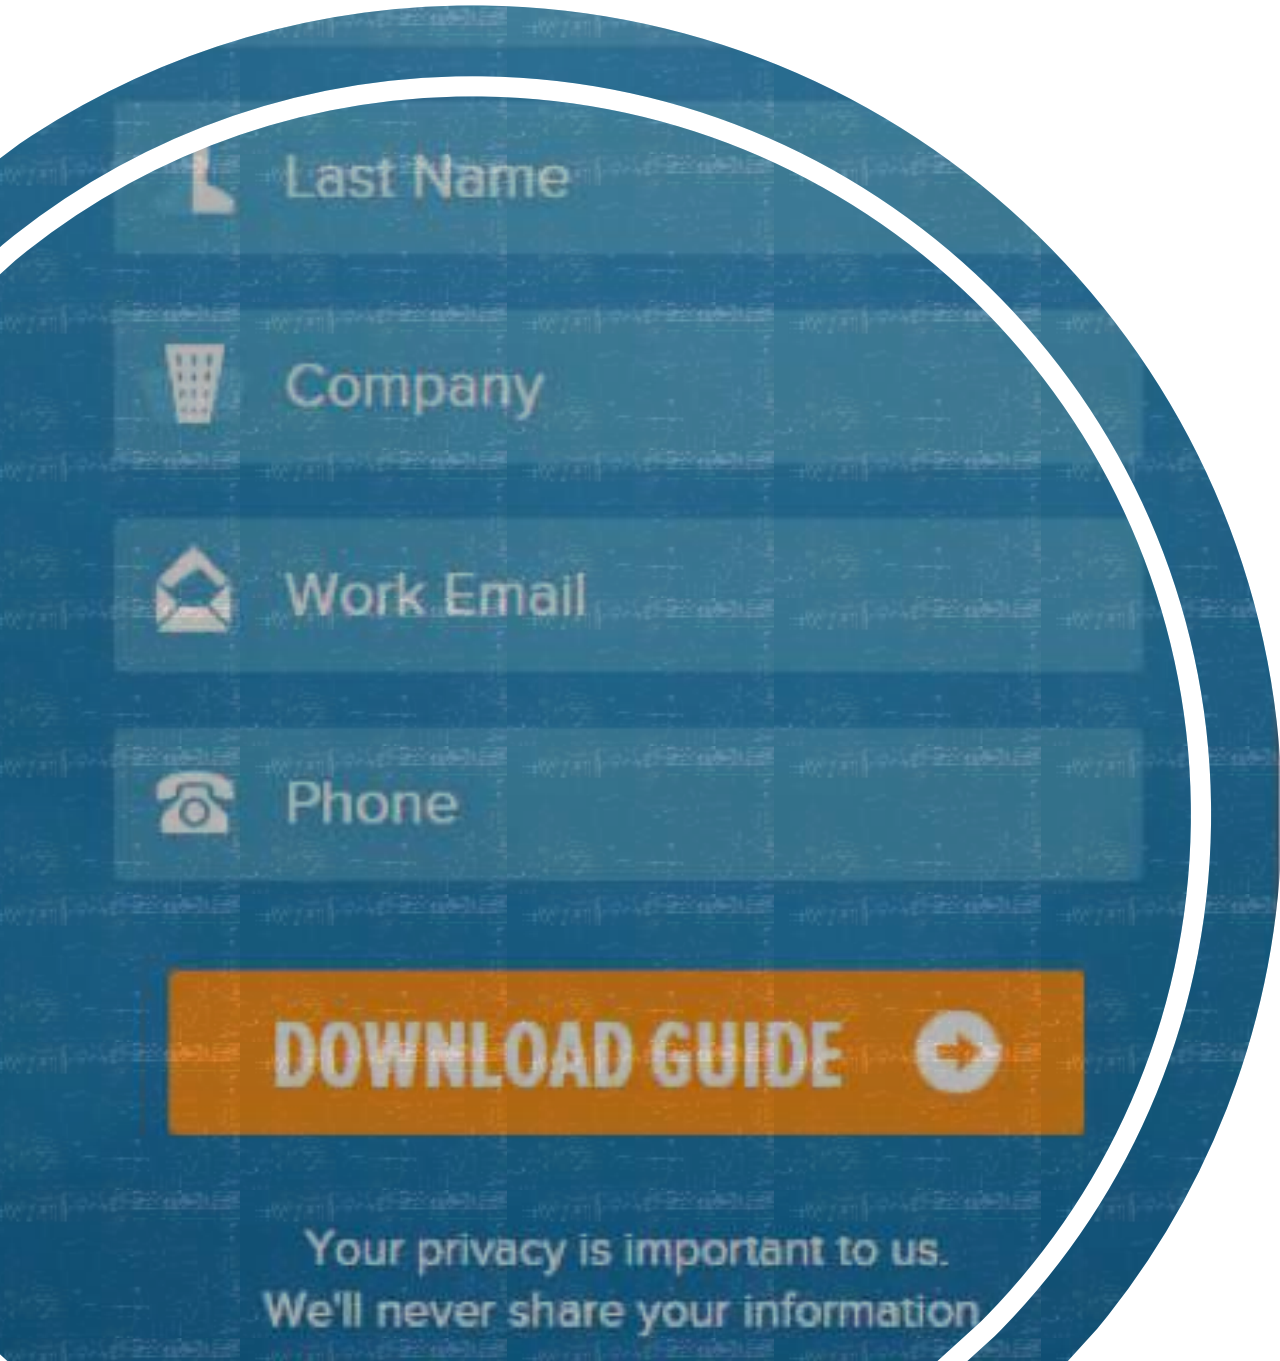 Last Name
Company
Work Email
Phone
DOWNLOAD GUIDE
Your privacy is important to us.
We'll never share your information